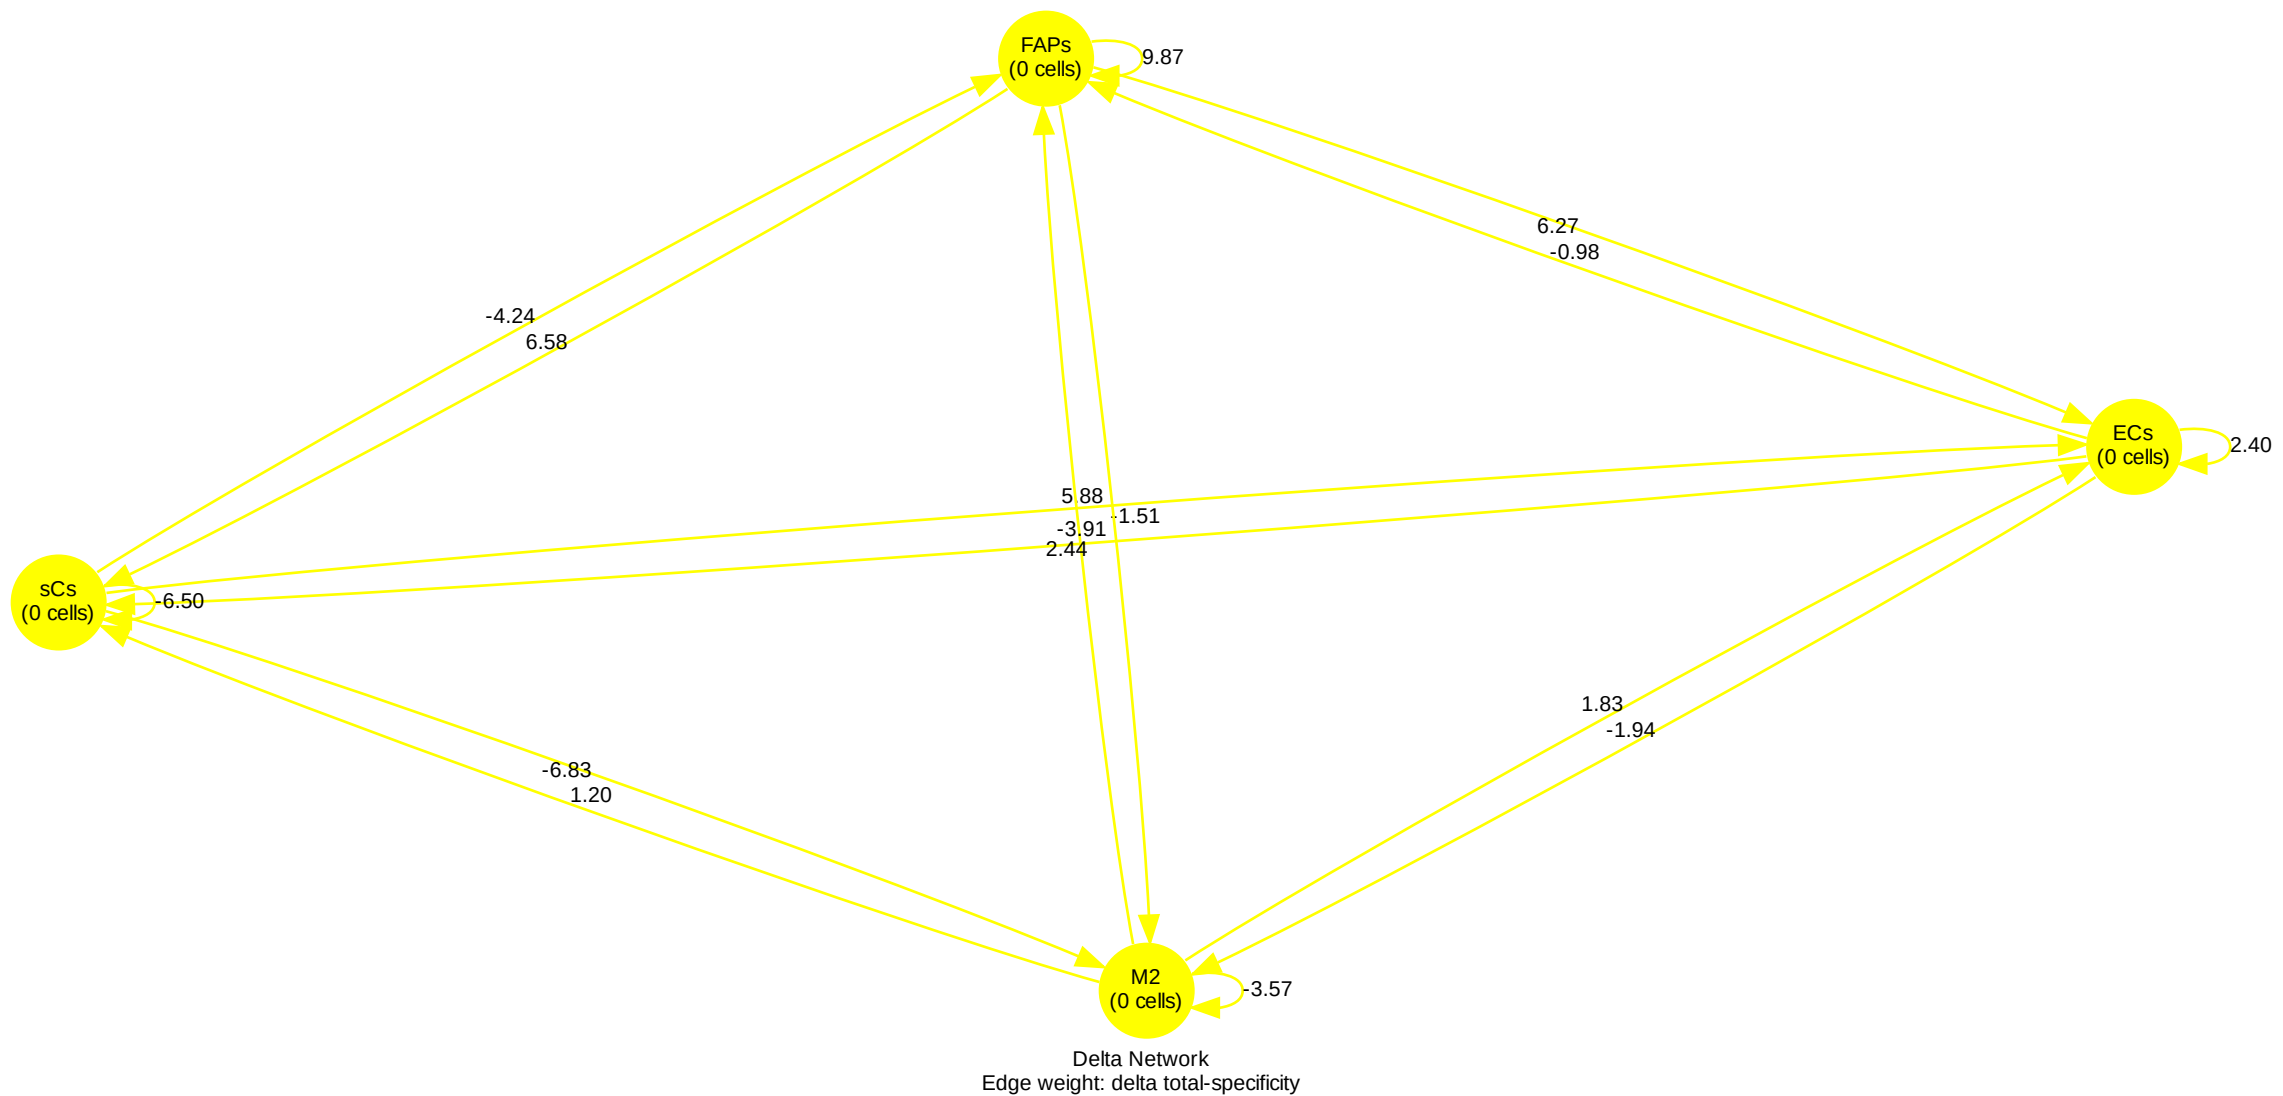 FAPs
(0 cells)
9.87
6.27
-0.98
-4.24
6.58
ECs
(0 cells)
2.40
5.88
-1.51
-3.91
2.44
sCs
(0 cells)
-6.50
1.83
-1.94
-6.83
1.20
M2
(0 cells)
-3.57
Delta Network
Edge weight: delta total-specificity